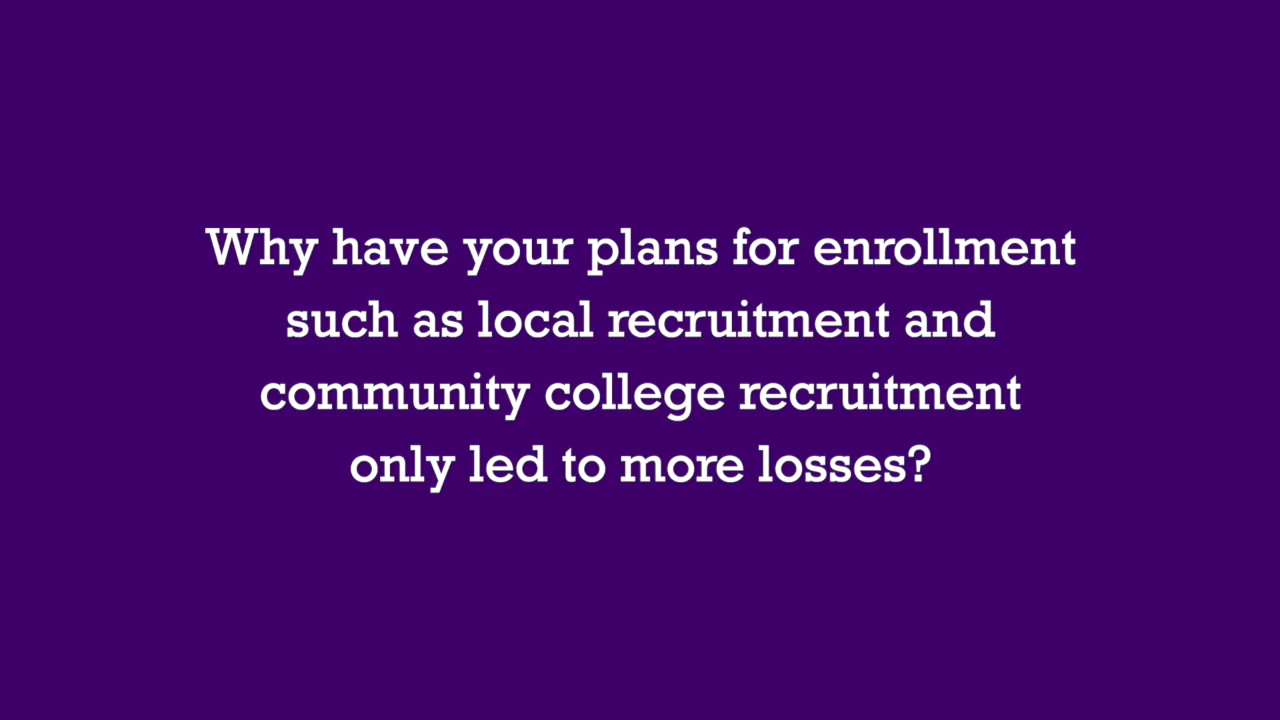 Why have your plans for enrollment
such as local recruitment and
community college recruitment
only led to more losses?